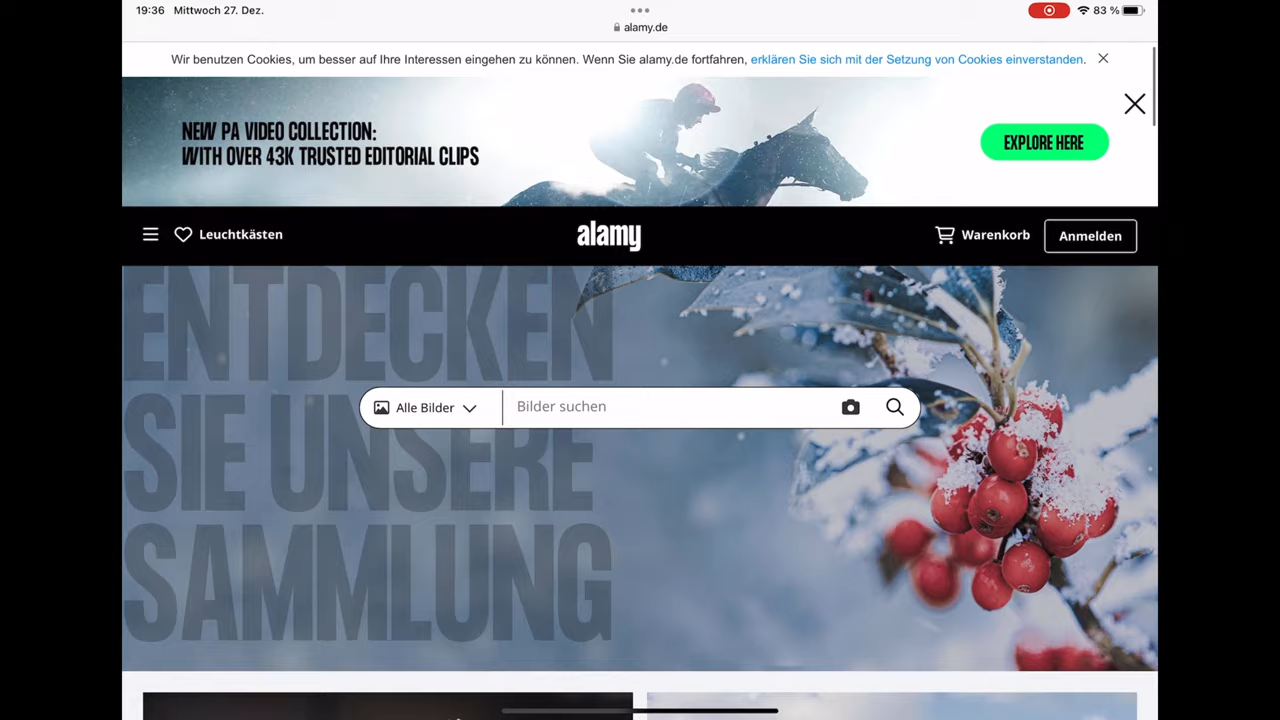 19:36 Mittwoch 27. Dez.
83 %
alamy.de
Wir benutzen Cookies, um besser auf Ihre Interessen eingehen zu können. Wenn Sie alamy.de fortfahren, erklären Sie sich mit der Setzung von Cookies einverstanden.
NEW PA VIDEO COLLECTION:
WITH OVER 43K TRUSTED EDITORIAL CLIPS
EXPLORE HERE
Leuchtkästen
alamy
Warenkorb
Anmelden
ENTDECKEN
Alle Bilder
Bilder suchen
SIE UNSERE
SAMMLUNG